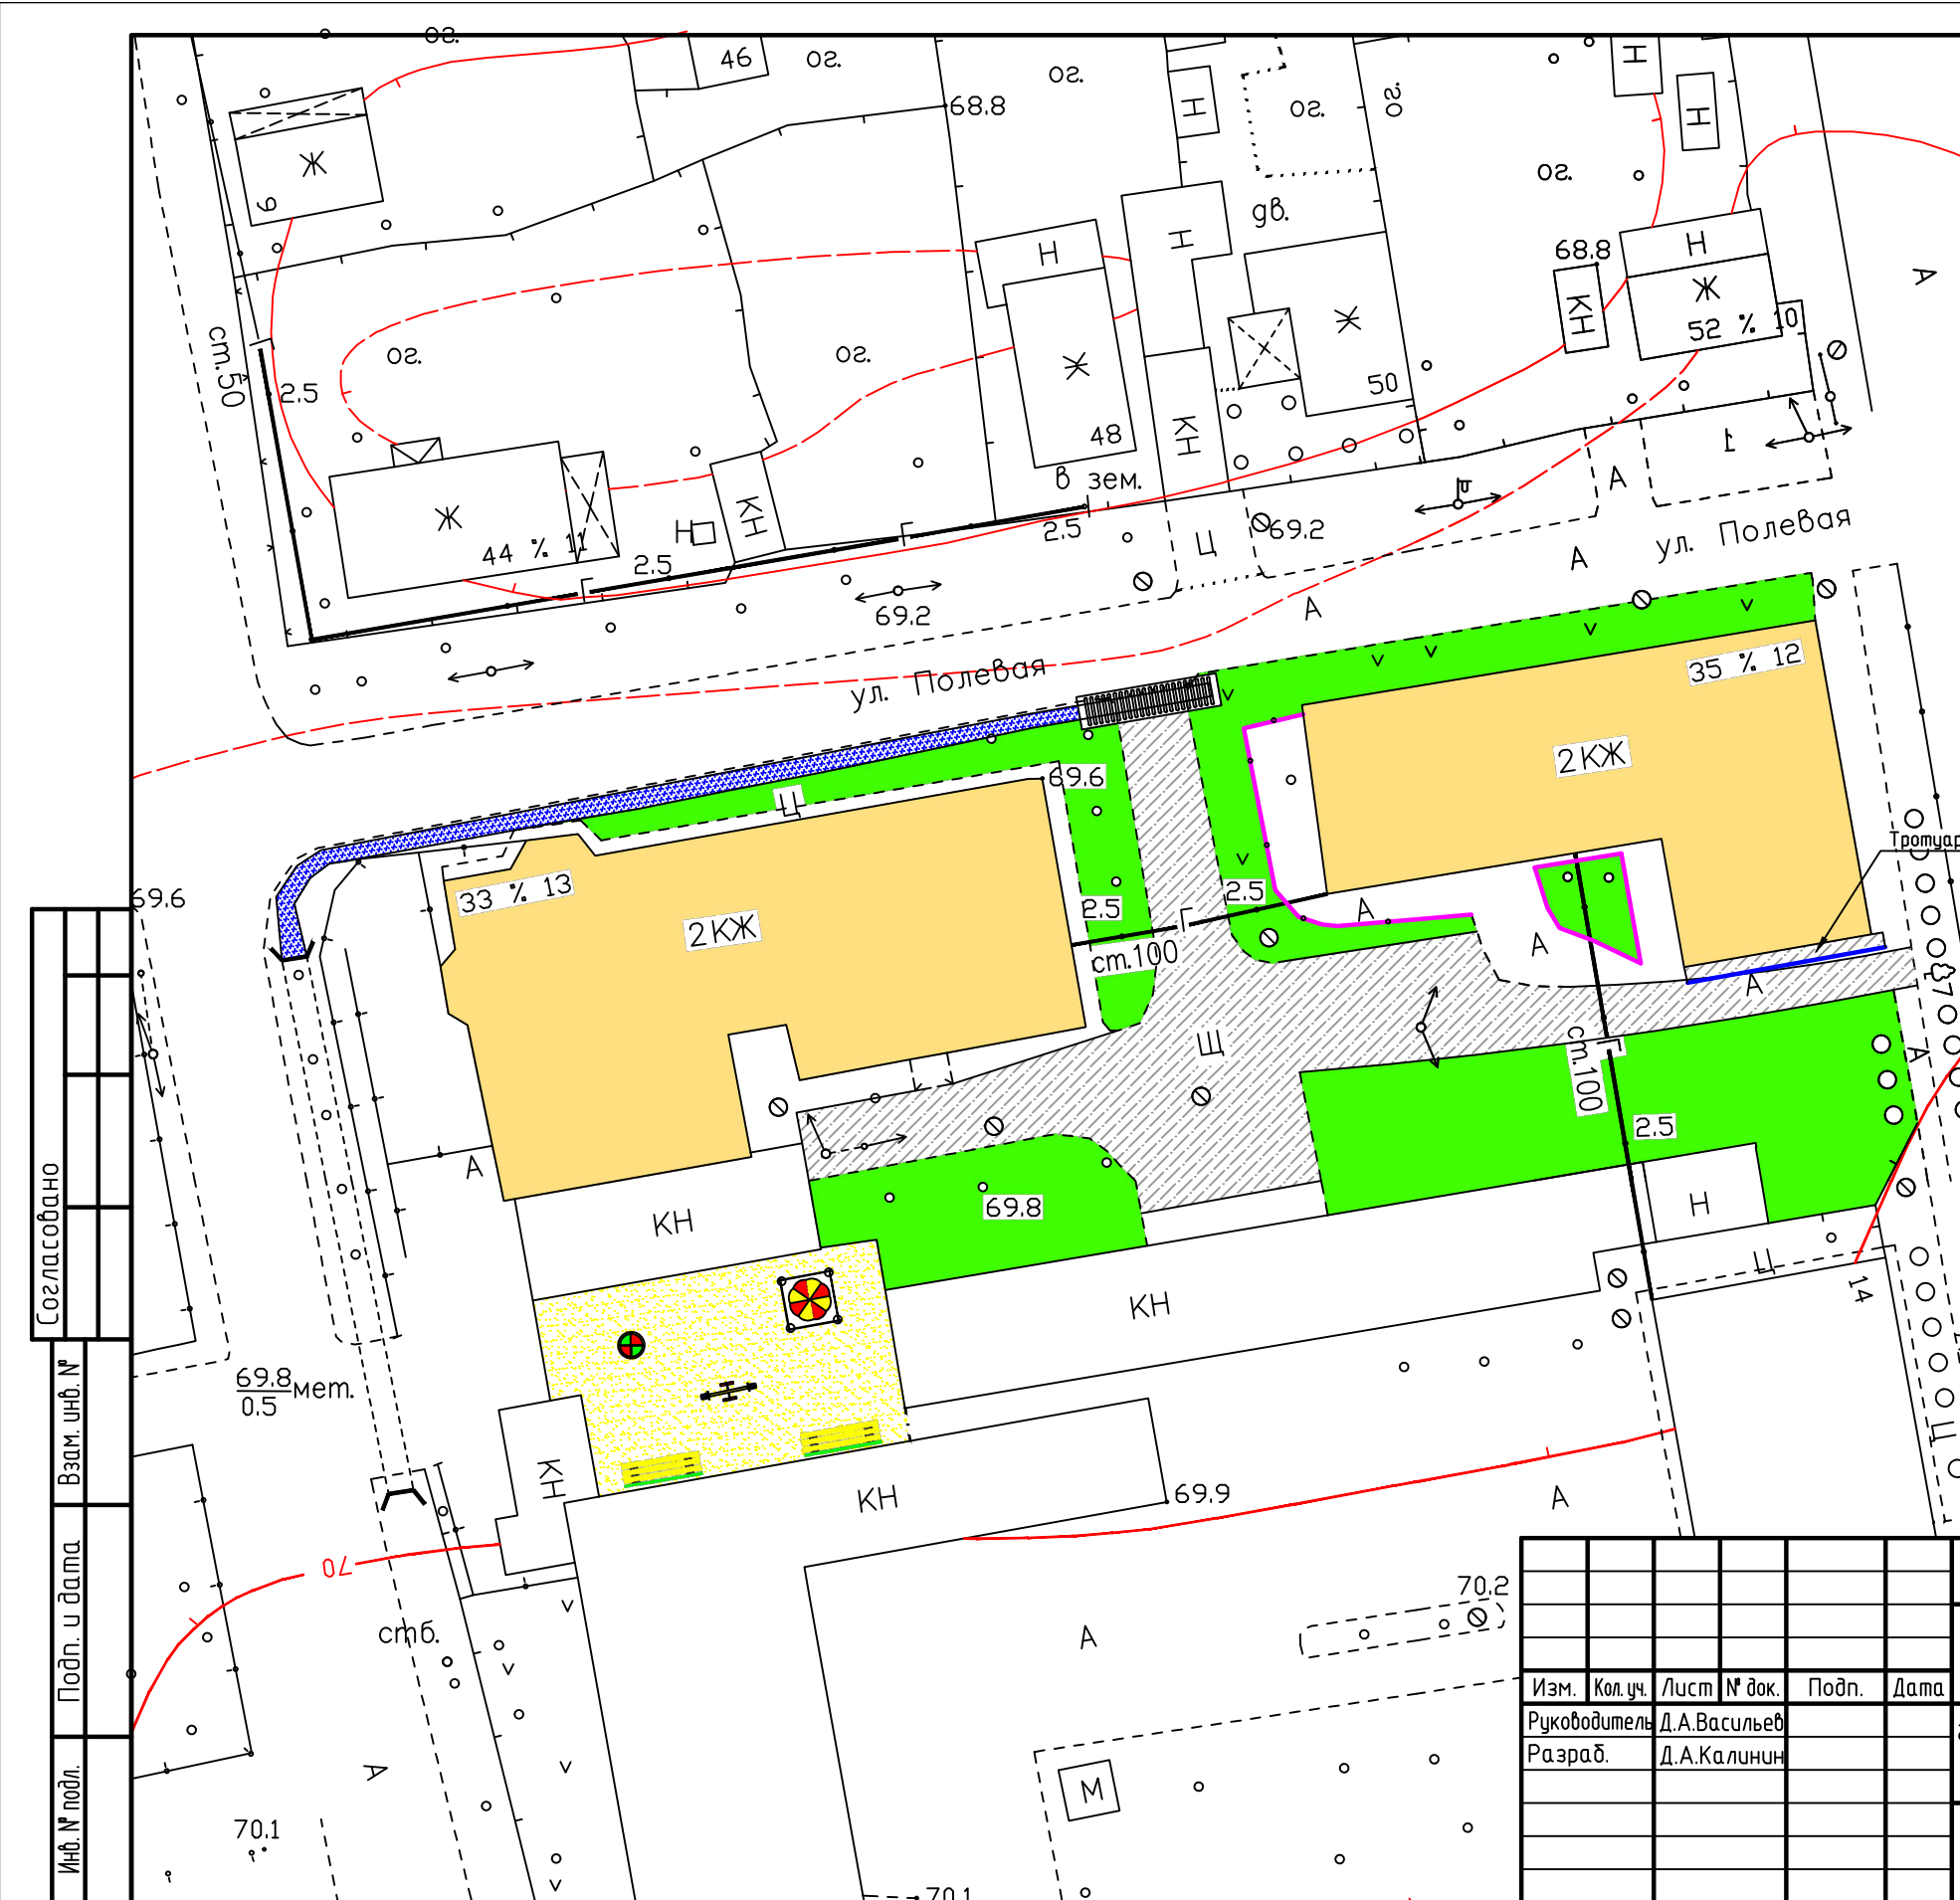 ог.
46
ог.
ог.
68.8
Н
ог.
ог.
Н
Н
ог.
Ж
9
дв.
Н
Н
68.8
Н
Ж
52 % 10
А
КН
Ж
50
Ж
48
КН
ог.
ог.
ст.50
2.5
Г
Ж
44 % 11
Н
КН
2.5
Г
Г
в зем.
2.5
Ц
69.2
А
1
ул. Полевая
А
А
69.2
ул. Полевая
35 % 12
2КЖ
69.6
Ц
Тротуар
69.6
33 % 13
2КЖ
2.5
Г
2.5
А
А
ст.100
А
7
Щ
ст.100
Г
А
2.5
А
69.8
Н
КН
КН
Ц
14
69.8
0.5
мет.
КН
КН
69.9
А
Ц
70
стб.
70.2
А
М
А
70.1
70.1
Согласовано
Взам. инв. №
Подп. и дата
Инв. № подл.
Изм.
Кол. уч.
Лист
№ док.
Подп.
Дата
Руководитель
Д.А.Васильев
Разраб.
Д.А.Калинин